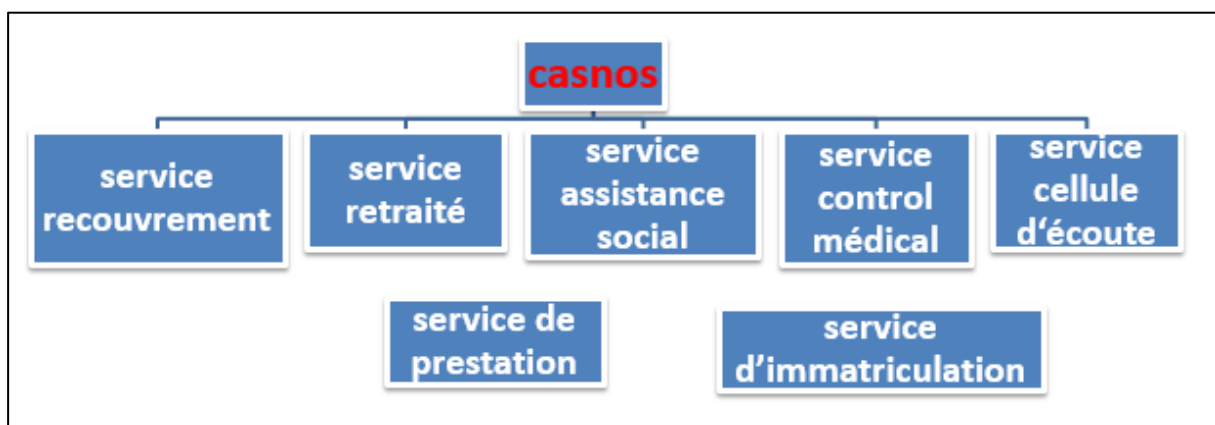 casnos
service
recouvrement
service
retraité
service
assistance
social
service
control
médical
service
cellule
d‘écoute
service de
prestation
service
d’immatriculation